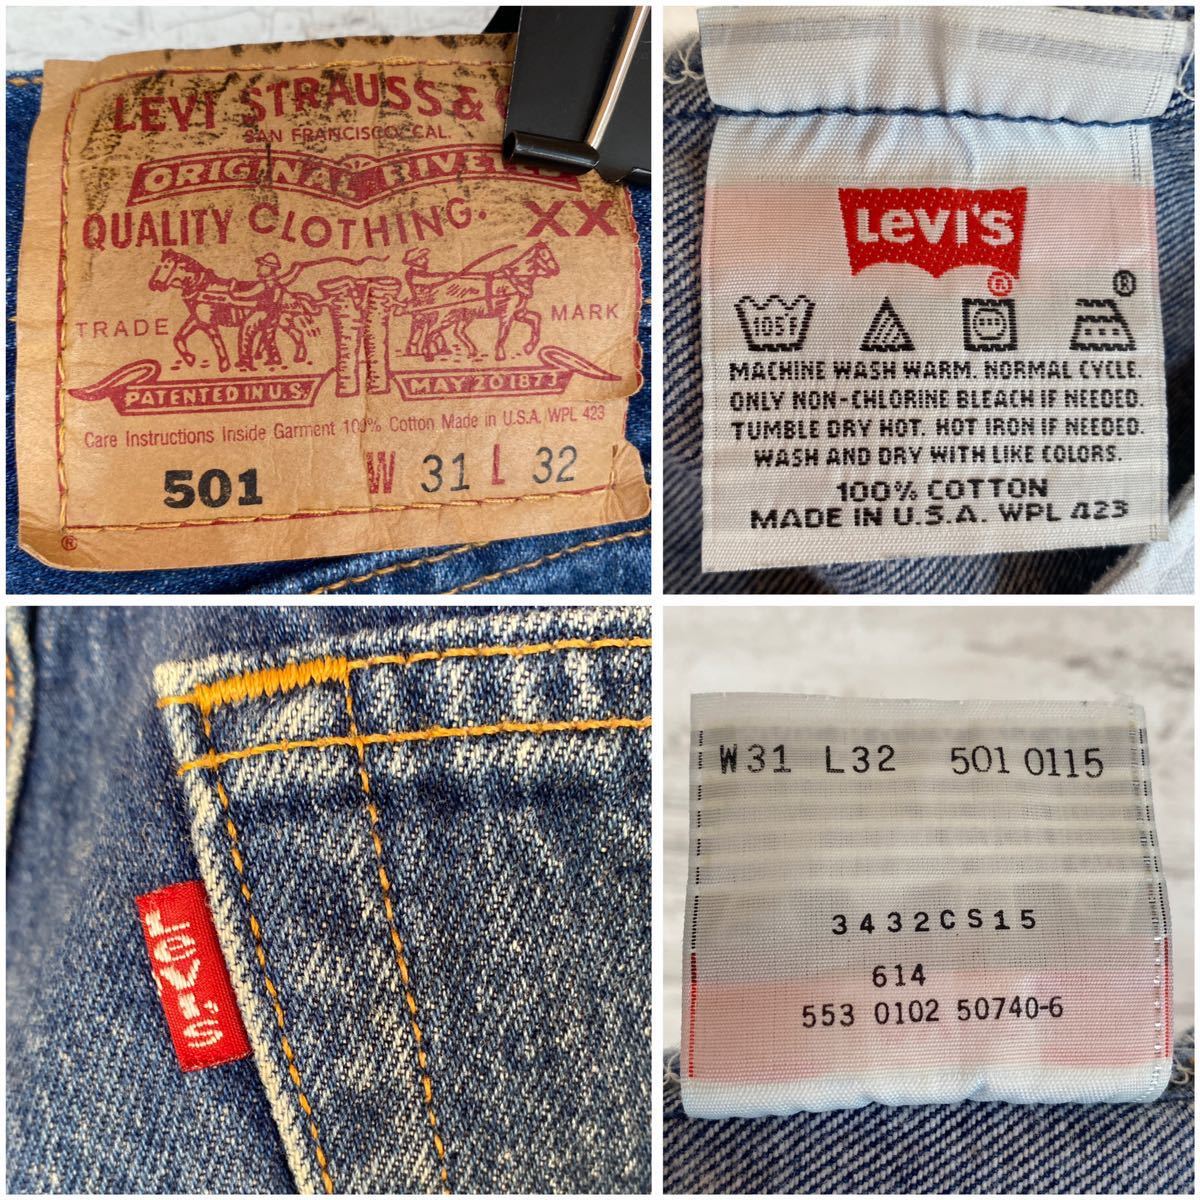 LEVI STRAUSS &
SAN FRANCISCO, CAL.
ORIGINAL RIVETED
QUALITY CLOTHING. XX
TRADE MARK
PATENTED IN U.S. MAY 20 1873
Care Instructions Inside Garment 100% Cotton Made in U.S.A. WPL 423
501 W 31 L 32
®
LEVI'S
®
105F ®
MACHINE WASH WARM. NORMAL CYCLE.
ONLY NON-CHLORINE BLEACH IF NEEDED.
TUMBLE DRY HOT. HOT IRON IF NEEDED.
WASH AND DRY WITH LIKE COLORS.
100% COTTON
MADE IN U.S.A. WPL 423
LEVI'S
W31 L32 501 0115
3432CS15
614
553 0102 50740-6